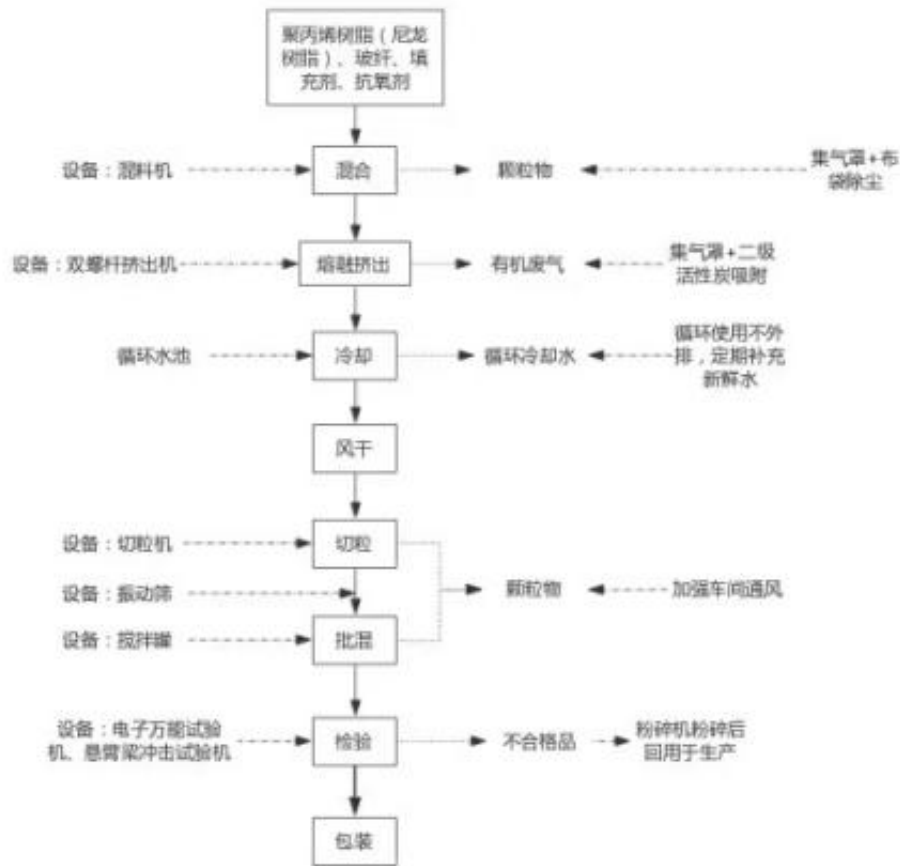 聚丙烯树脂（尼龙
树脂）、玻纤、填
充剂、抗氧剂
设备：混料机
混合
颗粒物
集气罩+布
袋除尘
设备：双螺杆挤出机
熔融挤出
有机废气
集气罩+二级
活性炭吸附
循环水池
冷却
循环冷却水
循环使用不外
排，定期补充
新鲜水
风干
设备：切粒机
切粒
设备：振动筛
颗粒物
加强车间通风
设备：搅拌罐
批混
设备：电子万能试验
机、悬臂梁冲击试验机
检验
不合格品
粉碎机粉碎后
回用于生产
包装